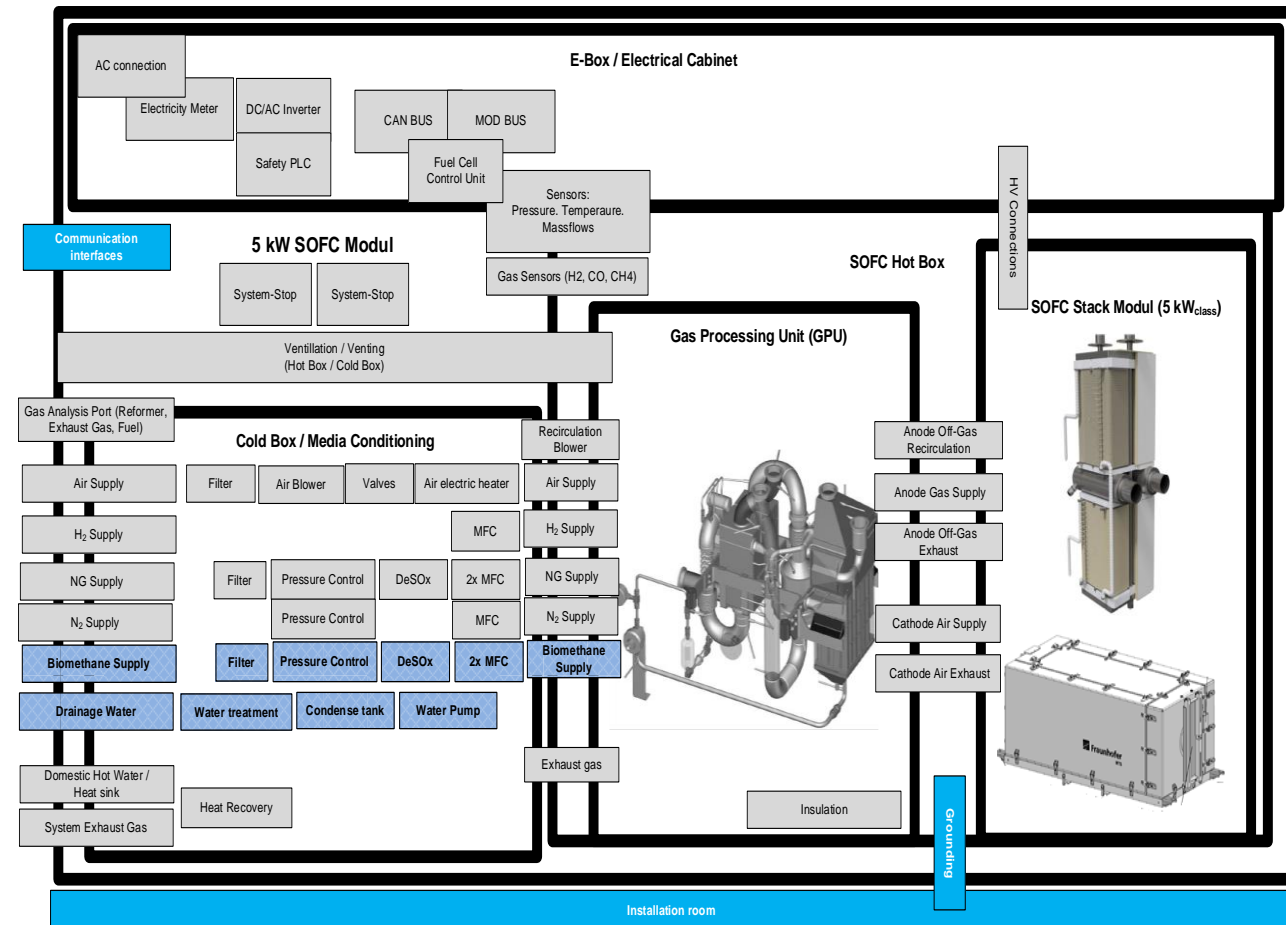 AC connection
E-Box / Electrical Cabinet
Electricity Meter
DC/AC Inverter
CAN BUS
MOD BUS
Safety PLC
Fuel Cell
Control Unit
Sensors:
Pressure. Temperaure.
Massflows
HV Connections
Communication
interfaces
5 kW SOFC Modul
Gas Sensors (H2, CO, CH4)
SOFC Hot Box
System-Stop
System-Stop
SOFC Stack Modul (5 kWclass)
Ventillation / Venting
(Hot Box / Cold Box)
Gas Processing Unit (GPU)
Gas Analysis Port (Reformer,
Exhaust Gas, Fuel)
Cold Box / Media Conditioning
Recirculation
Blower
Anode Off-Gas
Recirculation
Air Supply
Filter
Air Blower
Valves
Air electric heater
Air Supply
Anode Gas Supply
H2 Supply
MFC
H2 Supply
Anode Off-Gas
Exhaust
NG Supply
Filter
Pressure Control
DeSOx
2x MFC
NG Supply
N2 Supply
Pressure Control
MFC
N2 Supply
Cathode Air Supply
Biomethane Supply
Filter
Pressure Control
DeSOx
2x MFC
Biomethane
Supply
Cathode Air Exhaust
Drainage Water
Water treatment
Condense tank
Water Pump
Fraunhofer
Domestic Hot Water /
Heat sink
Exhaust gas
Heat Recovery
Insulation
System Exhaust Gas
Grounding
Installation room